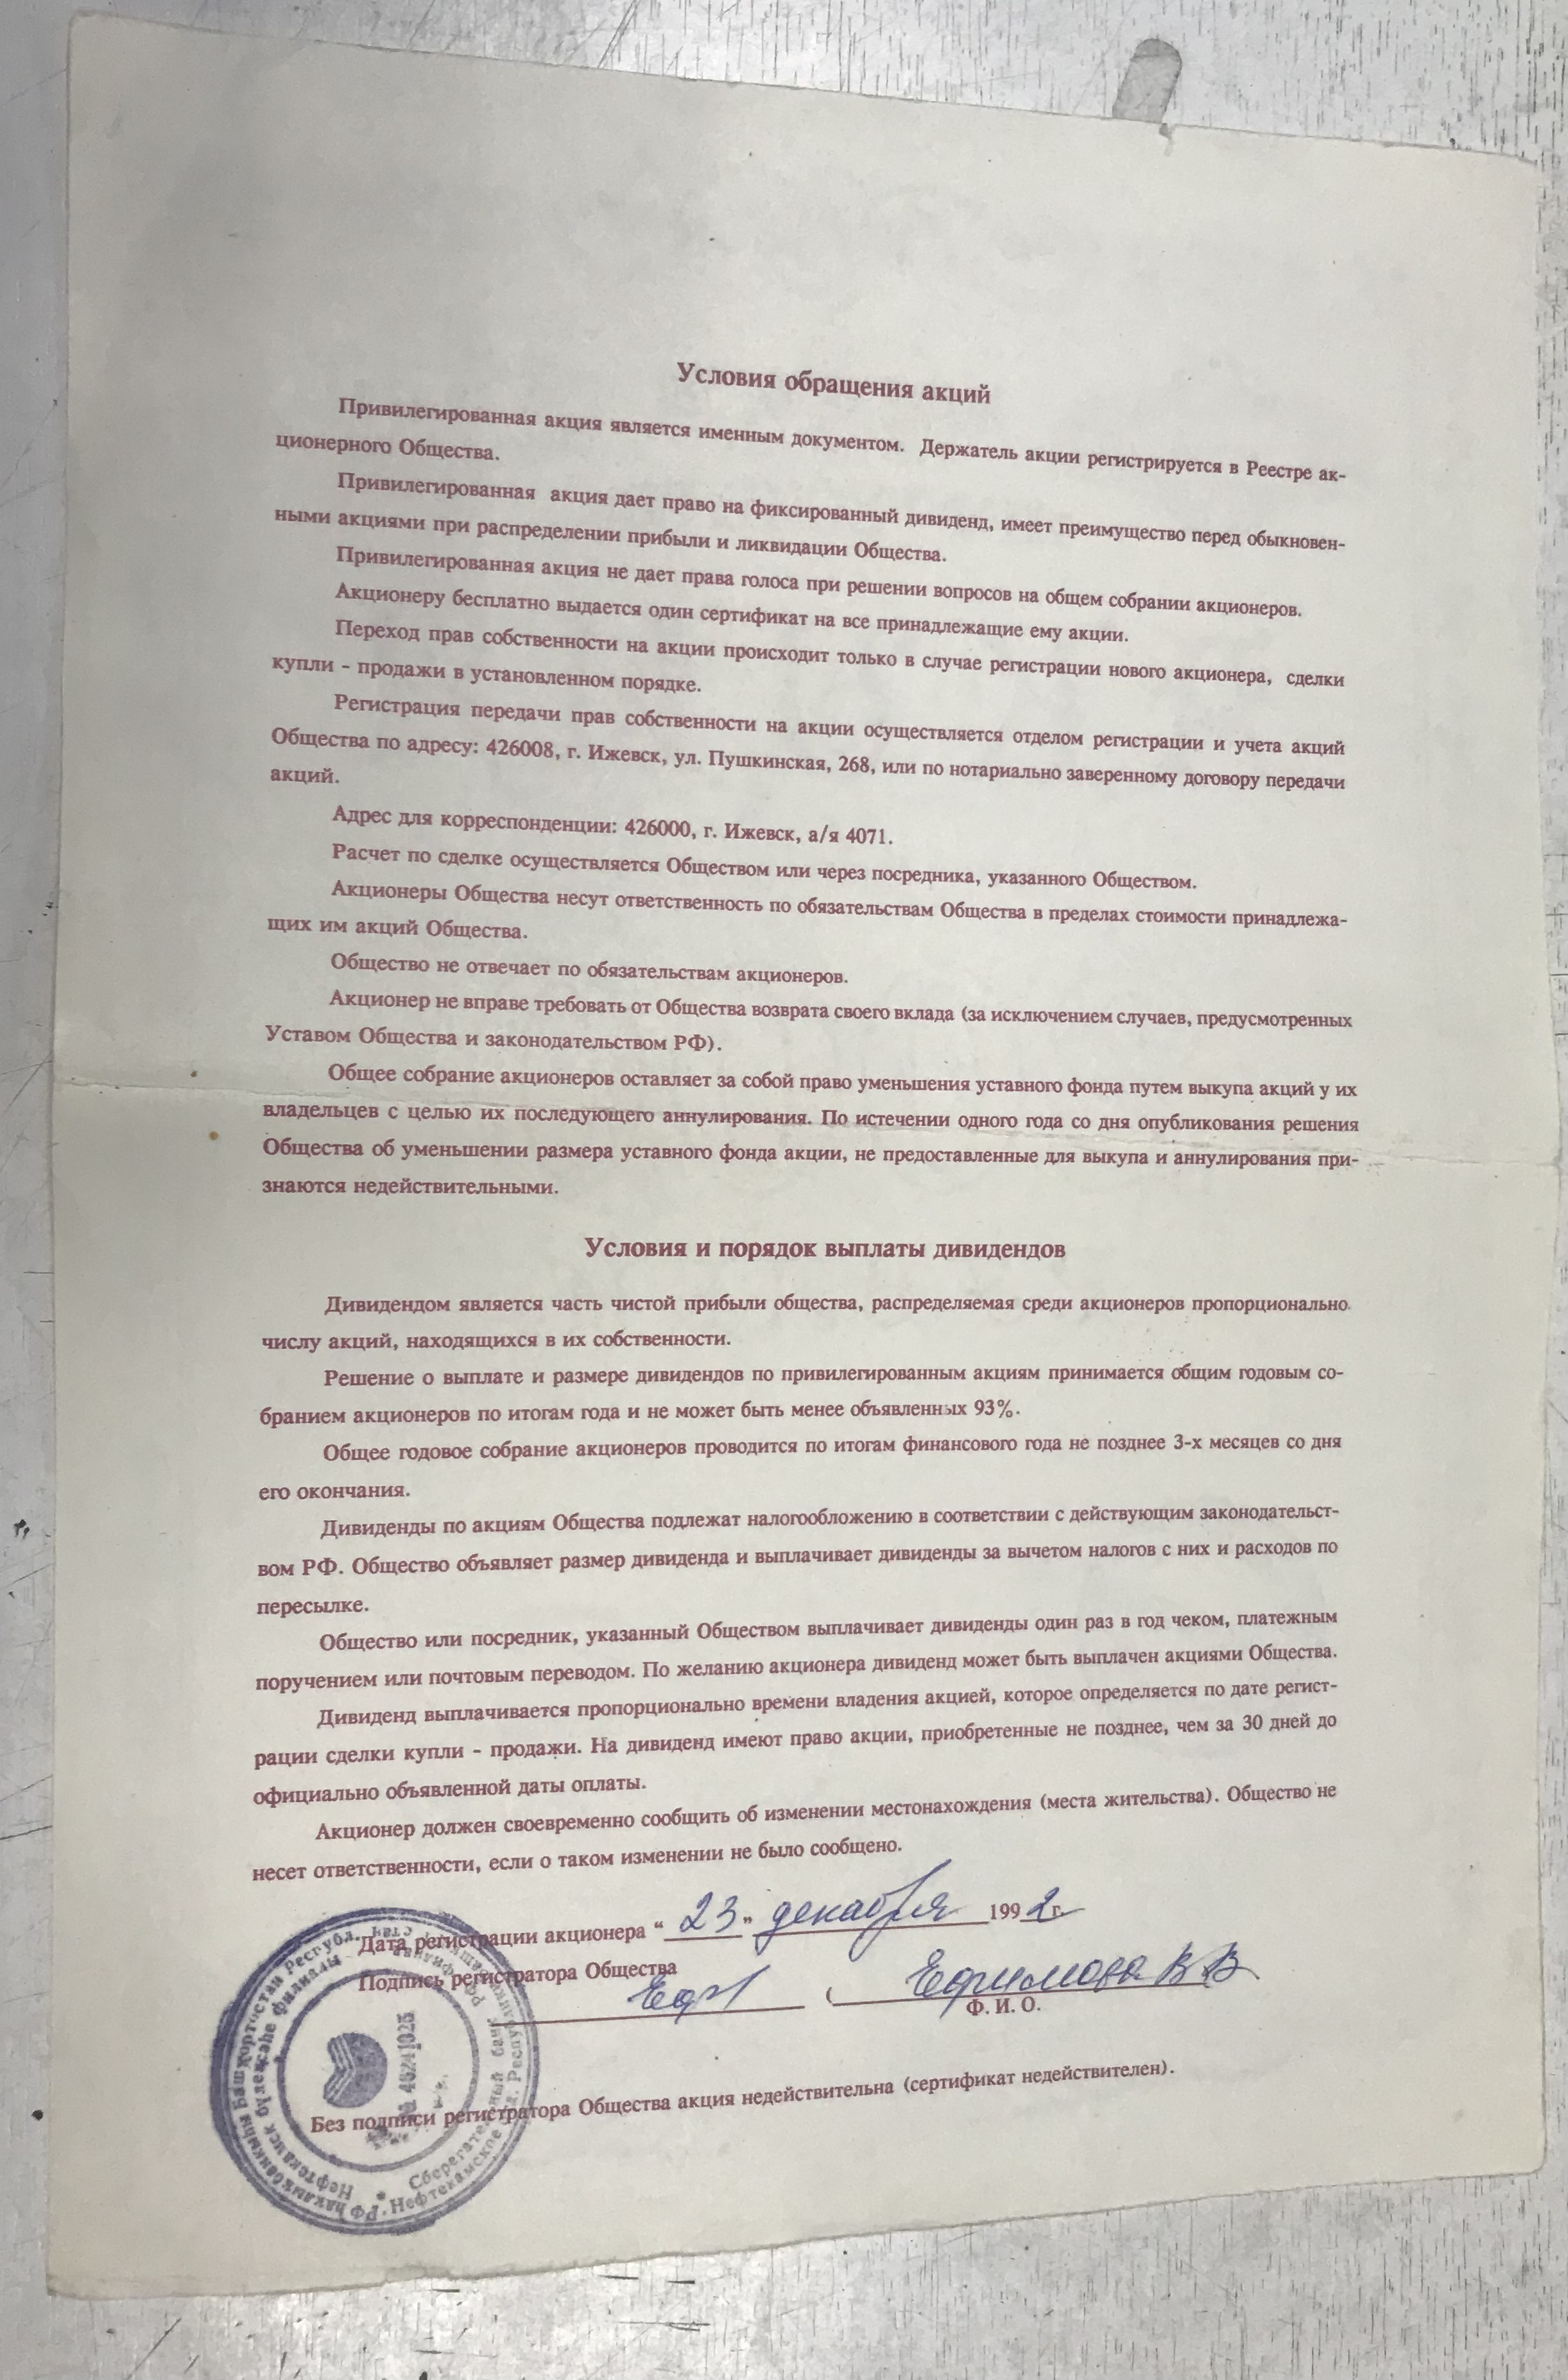 Условия обращения акций
Привилегированная акция является именным документом. Держатель акции регистрируется в Реестре ак-
ционерного Общества.
Привилегированная акция дает право на фиксированный дивиденд, имеет преимущество перед обыкновен-
ными акциями при распределении прибыли и ликвидации Общества.
Привилегированная акция не дает права голоса при решении вопросов на общем собрании акционеров.
Акционеру бесплатно выдается один сертификат на все принадлежащие ему акции.
Переход прав собственности на акции происходит только в случае регистрации нового акционера, сделки
купли - продажи в установленном порядке.
Регистрация передачи прав собственности на акции осуществляется отделом регистрации и учета акций
Общества по адресу: 426008, г. Ижевск, ул. Пушкинская, 268, или по нотариально заверенному договору передачи
акций.
Адрес для корреспонденции: 426000, г. Ижевск, а/я 4071.
Расчет по сделке осуществляется Обществом или через посредника, указанного Обществом.
Акционеры Общества несут ответственность по обязательствам Общества в пределах стоимости принадлежа-
щих им акций Общества.
Общество не отвечает по обязательствам акционеров.
Акционер не вправе требовать от Общества возврата своего вклада (за исключением случаев, предусмотренных
Уставом Общества и законодательством РФ).
Общее собрание акционеров оставляет за собой право уменьшения уставного фонда путем выкупа акций у их
владельцев с целью их последующего аннулирования. По истечении одного года со дня опубликования решения
Общества об уменьшении размера уставного фонда акции, не предоставленные для выкупа и аннулирования при-
знаются недействительными.
Условия и порядок выплаты дивидендов
Дивидендом является часть чистой прибыли общества, распределяемая среди акционеров пропорционально
числу акций, находящихся в их собственности.
Решение о выплате и размере дивидендов по привилегированным акциям принимается общим годовым со-
бранием акционеров по итогам года и не может быть менее объявленных 93%.
Общее годовое собрание акционеров проводится по итогам финансового года не позднее 3-х месяцев со дня
его окончания.
Дивиденды по акциям Общества подлежат налогообложению в соответствии с действующим законодательст-
вом РФ. Общество объявляет размер дивиденда и выплачивает дивиденды за вычетом налогов с них и расходов по
пересылке.
Общество или посредник, указанный Обществом выплачивает дивиденды один раз в год чеком, платежным
поручением или почтовым переводом. По желанию акционера дивиденд может быть выплачен акциями Общества.
Дивиденд выплачивается пропорционально времени владения акцией, которое определяется по дате регист-
рации сделки купли - продажи. На дивиденд имеют право акции, приобретенные не позднее, чем за 30 дней до
официально объявленной даты оплаты.
Акционер должен своевременно сообщить об изменении местонахождения (места жительства). Общество не
несет ответственности, если о таком изменении не было сообщено.
Дата регистрации акционера "23" декабря 1992 г.
Подпись регистратора Общества
Ефи ( Ефимова В В
Ф. И. О.
Без подписи регистратора Общества акция недействительна (сертификат недействителен).
Нефтекамск бүлексәһе филиалы
Сберегательный банк
РФ • Нефтекамское
4624/025